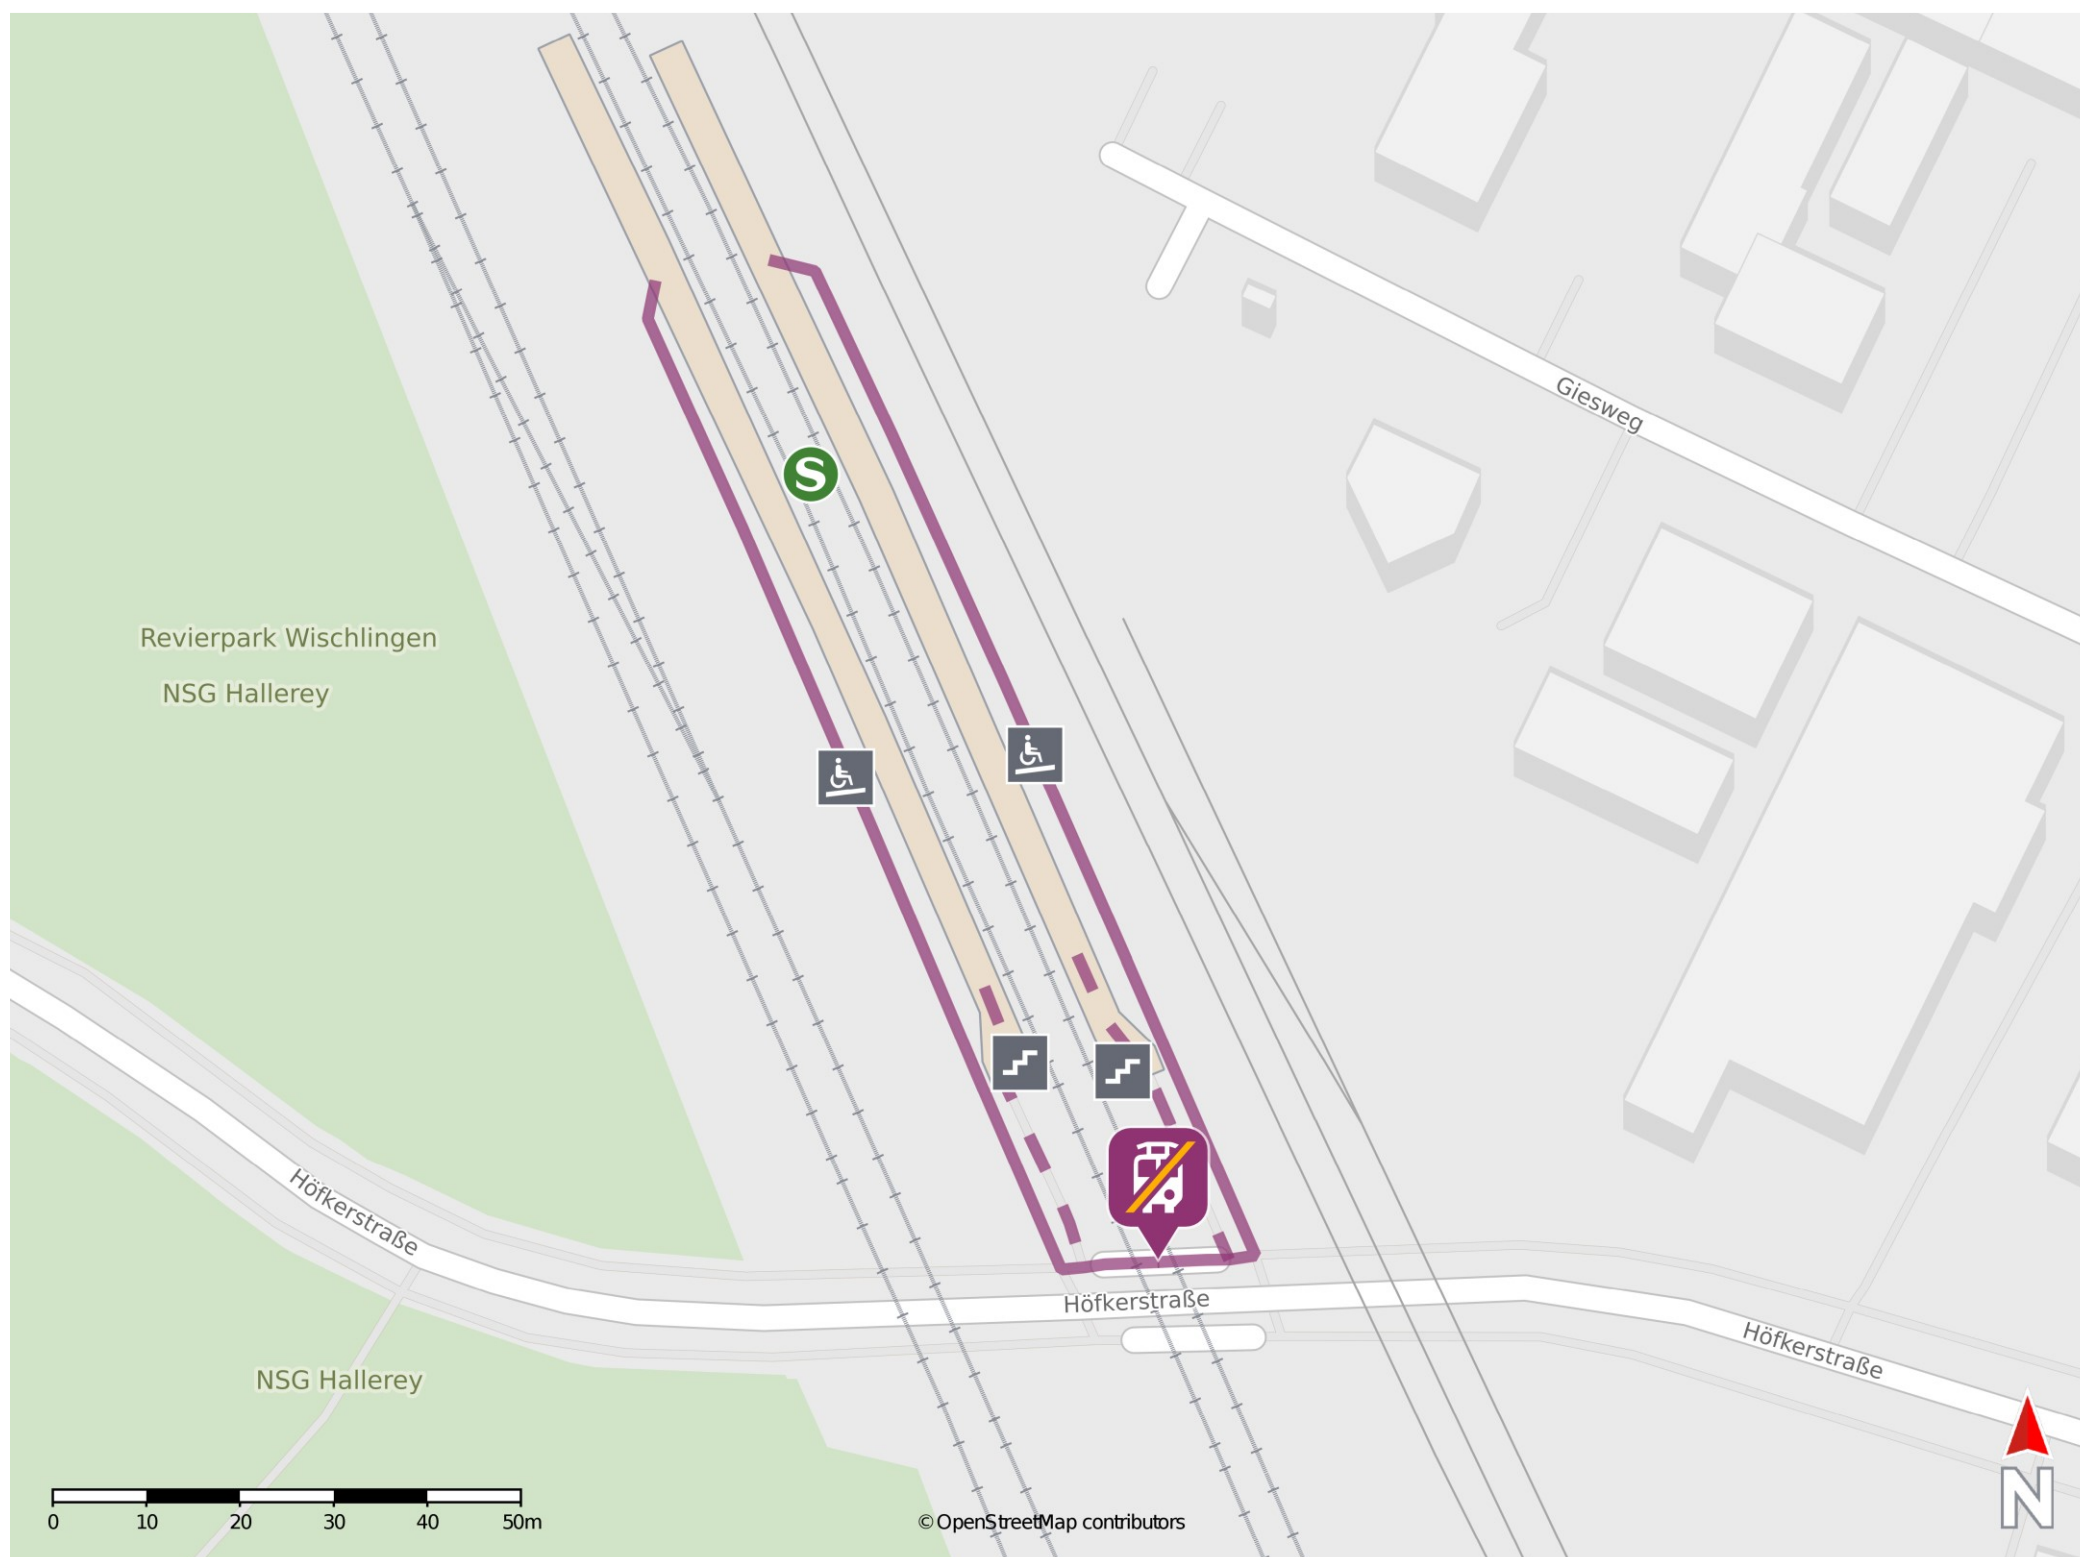 Giesweg
S
Revierpark Wischlingen
NSG Hallerey
Höfkerstraße
Höfkerstraße
Höfkerstraße
NSG Hallerey
N
0 10 20 30 40 50m
© OpenStreetMap contributors